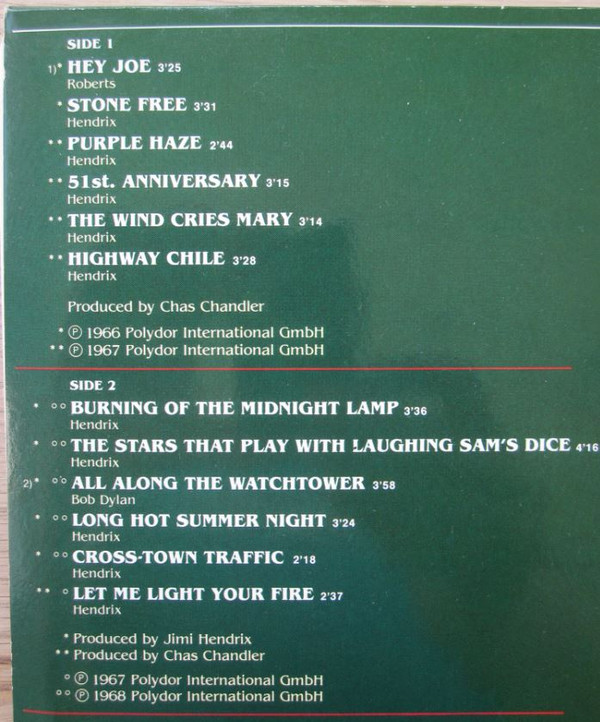 SIDE 1
1)* HEY JOE 3'25
Roberts
* STONE FREE 3'31
Hendrix
** PURPLE HAZE 2'44
Hendrix
** 51st. ANNIVERSARY 3'15
Hendrix
** THE WIND CRIES MARY 3'14
Hendrix
** HIGHWAY CHILE 3'28
Hendrix
Produced by Chas Chandler
* ℗ 1966 Polydor International GmbH
** ℗ 1967 Polydor International GmbH
SIDE 2
* °° BURNING OF THE MIDNIGHT LAMP 3'36
Hendrix
* °° THE STARS THAT PLAY WITH LAUGHING SAM'S DICE 4'16
Hendrix
2)* °° ALL ALONG THE WATCHTOWER 3'58
Bob Dylan
* °° LONG HOT SUMMER NIGHT 3'24
Hendrix
* °° CROSS-TOWN TRAFFIC 2'18
Hendrix
** ° LET ME LIGHT YOUR FIRE 2'37
Hendrix
* Produced by Jimi Hendrix
** Produced by Chas Chandler
° ℗ 1967 Polydor International GmbH
°° ℗ 1968 Polydor International GmbH